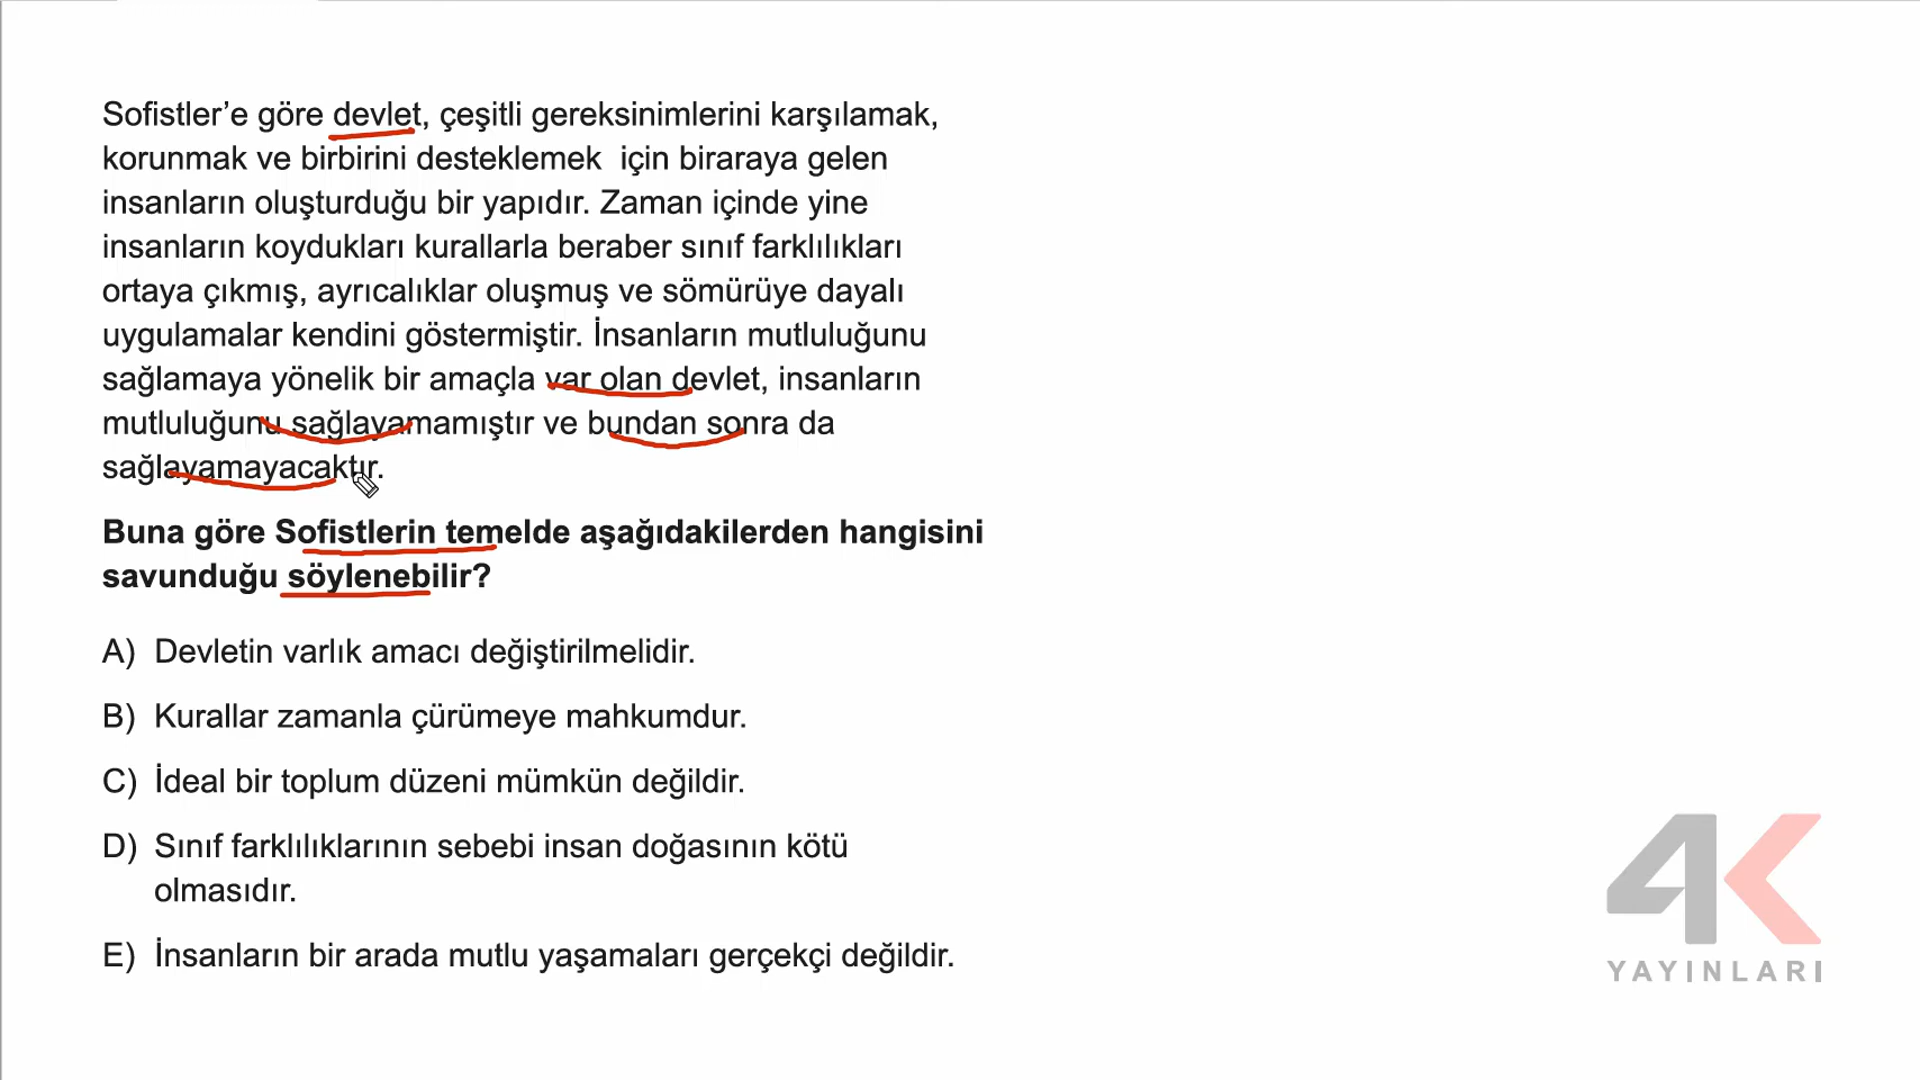 Sofistler’e göre devlet, çeşitli gereksinimlerini karşılamak,
korunmak ve birbirini desteklemek  için biraraya gelen
insanların oluşturduğu bir yapıdır. Zaman içinde yine
insanların koydukları kurallarla beraber sınıf farklılıkları
ortaya çıkmış, ayrıcalıklar oluşmuş ve sömürüye dayalı
uygulamalar kendini göstermiştir. İnsanların mutluluğunu
sağlamaya yönelik bir amaçla var olan devlet, insanların
mutluluğunu sağlayamamıştır ve bundan sonra da
sağlayamayacaktır.
Buna göre Sofistlerin temelde aşağıdakilerden hangisini
savunduğu söylenebilir?
A) Devletin varlık amacı değiştirilmelidir.
B) Kurallar zamanla çürümeye mahkumdur.
C) İdeal bir toplum düzeni mümkün değildir.
D) Sınıf farklılıklarının sebebi insan doğasının kötü
olmasıdır.
E) İnsanların bir arada mutlu yaşamaları gerçekçi değildir.
4K
YAYINLARI